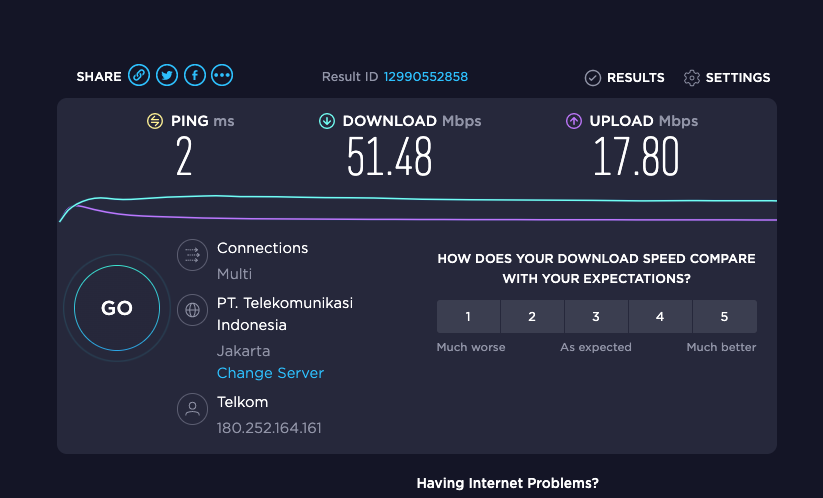 SHARE Result ID 12990552858 RESULTS SETTINGS
PING ms DOWNLOAD Mbps UPLOAD Mbps
2 51.48 17.80
GO
Connections
Multi
PT. Telekomunikasi
Indonesia
Jakarta
Change Server
Telkom
180.252.164.161
HOW DOES YOUR DOWNLOAD SPEED COMPARE
WITH YOUR EXPECTATIONS?
1 2 3 4 5
Much worse As expected Much better
Having Internet Problems?